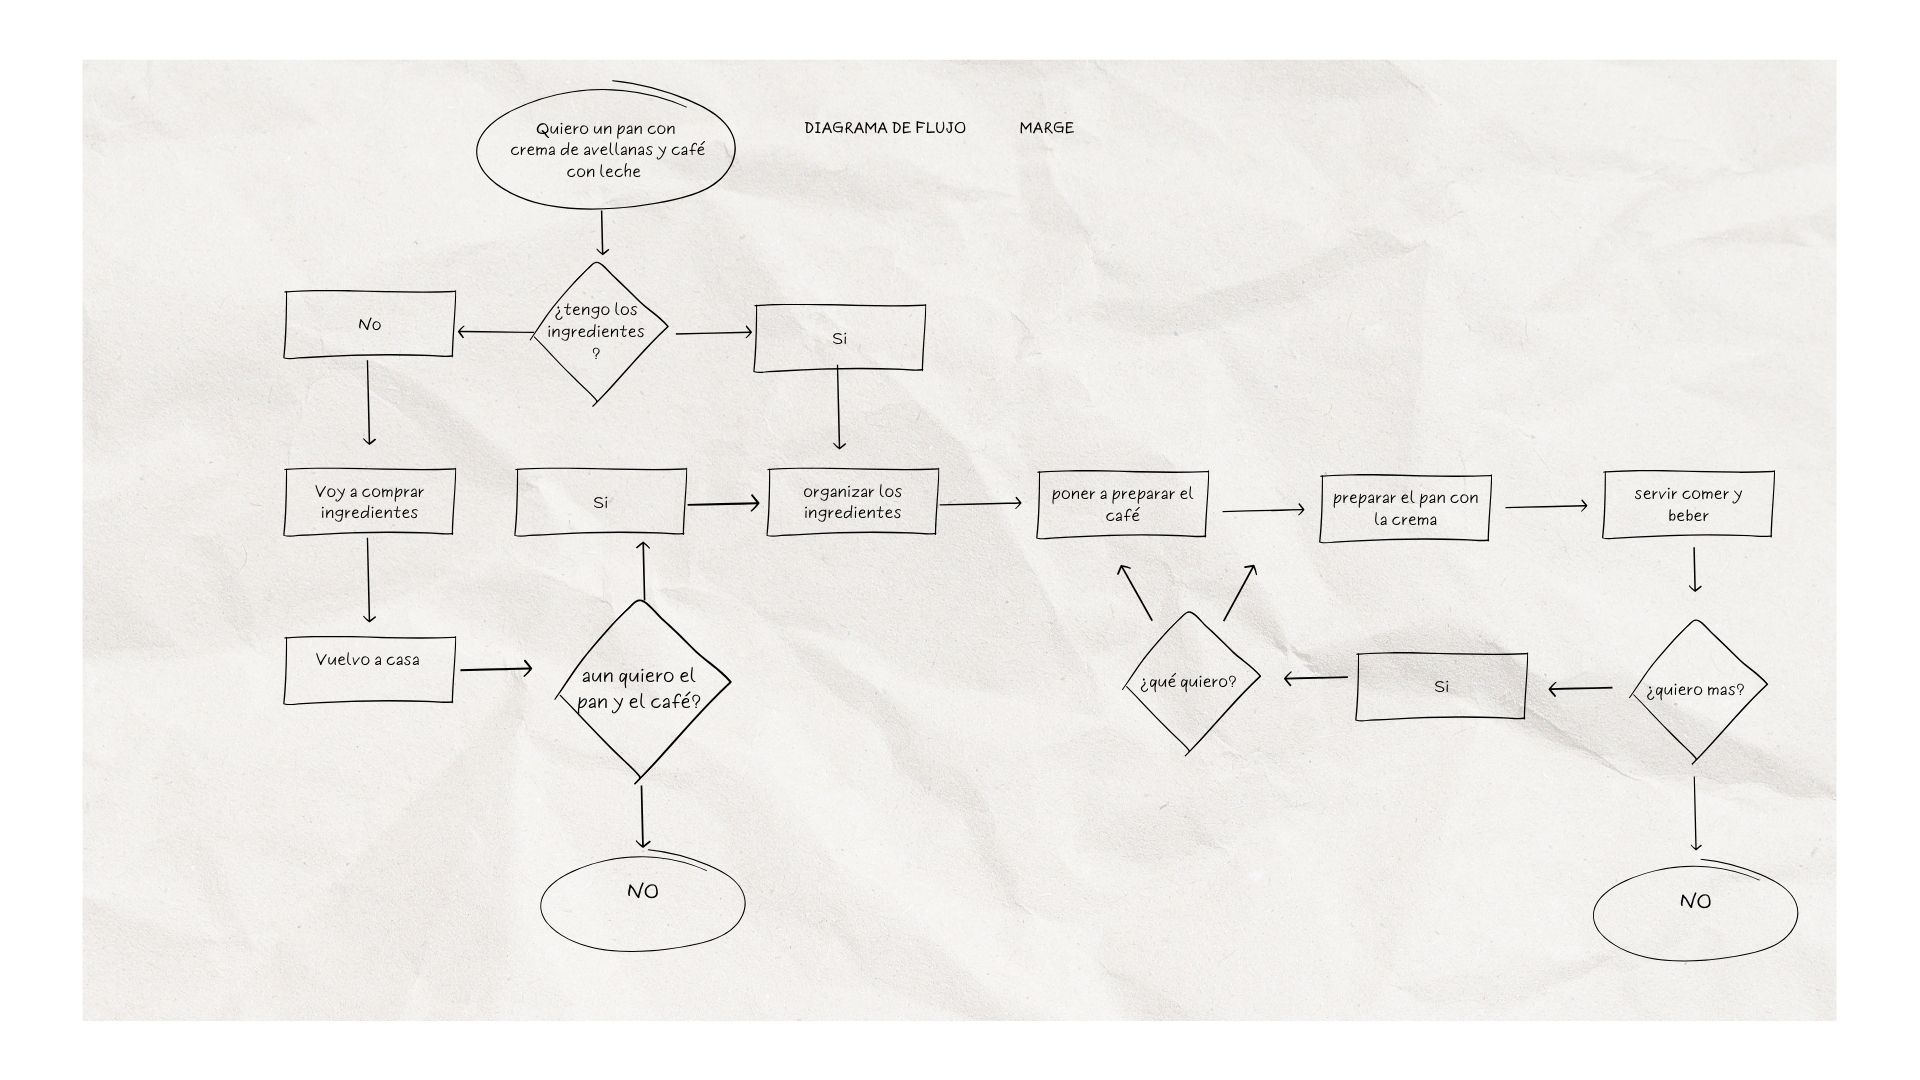 Quiero un pan con
crema de avellanas y café
con leche
DIAGRAMA DE FLUJO
MARGE
¿tengo los
ingredientes
?
No
Si
Voy a comprar
ingredientes
Si
organizar los
ingredientes
poner a preparar el
café
preparar el pan con
la crema
servir comer y
beber
Vuelvo a casa
aun quiero el
pan y el café?
¿qué quiero?
Si
¿quiero mas?
NO
NO